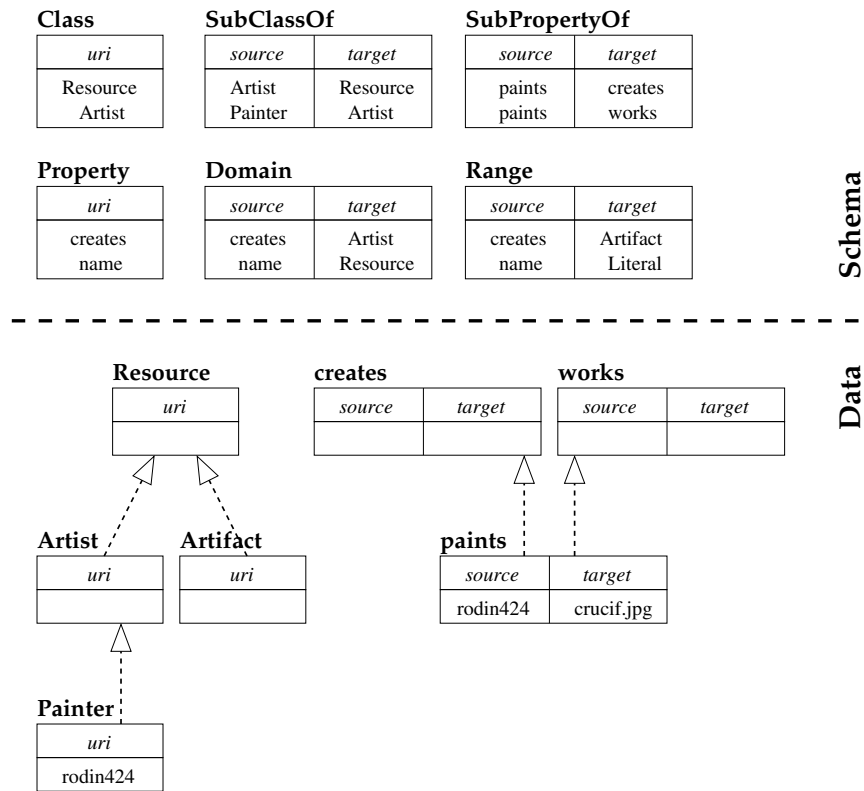 Class SubClassOf SubPropertyOf
uri source target source target
Resource Artist Resource paints creates
Artist Painter Artist paints works
Property Domain Range
uri source target source target
creates creates Artist creates Artifact
name name Resource name Literal
Schema
Data
Resource creates works
uri source target source target
Artist Artifact paints
uri uri source target
rodin424 crucif.jpg
Painter
uri
rodin424